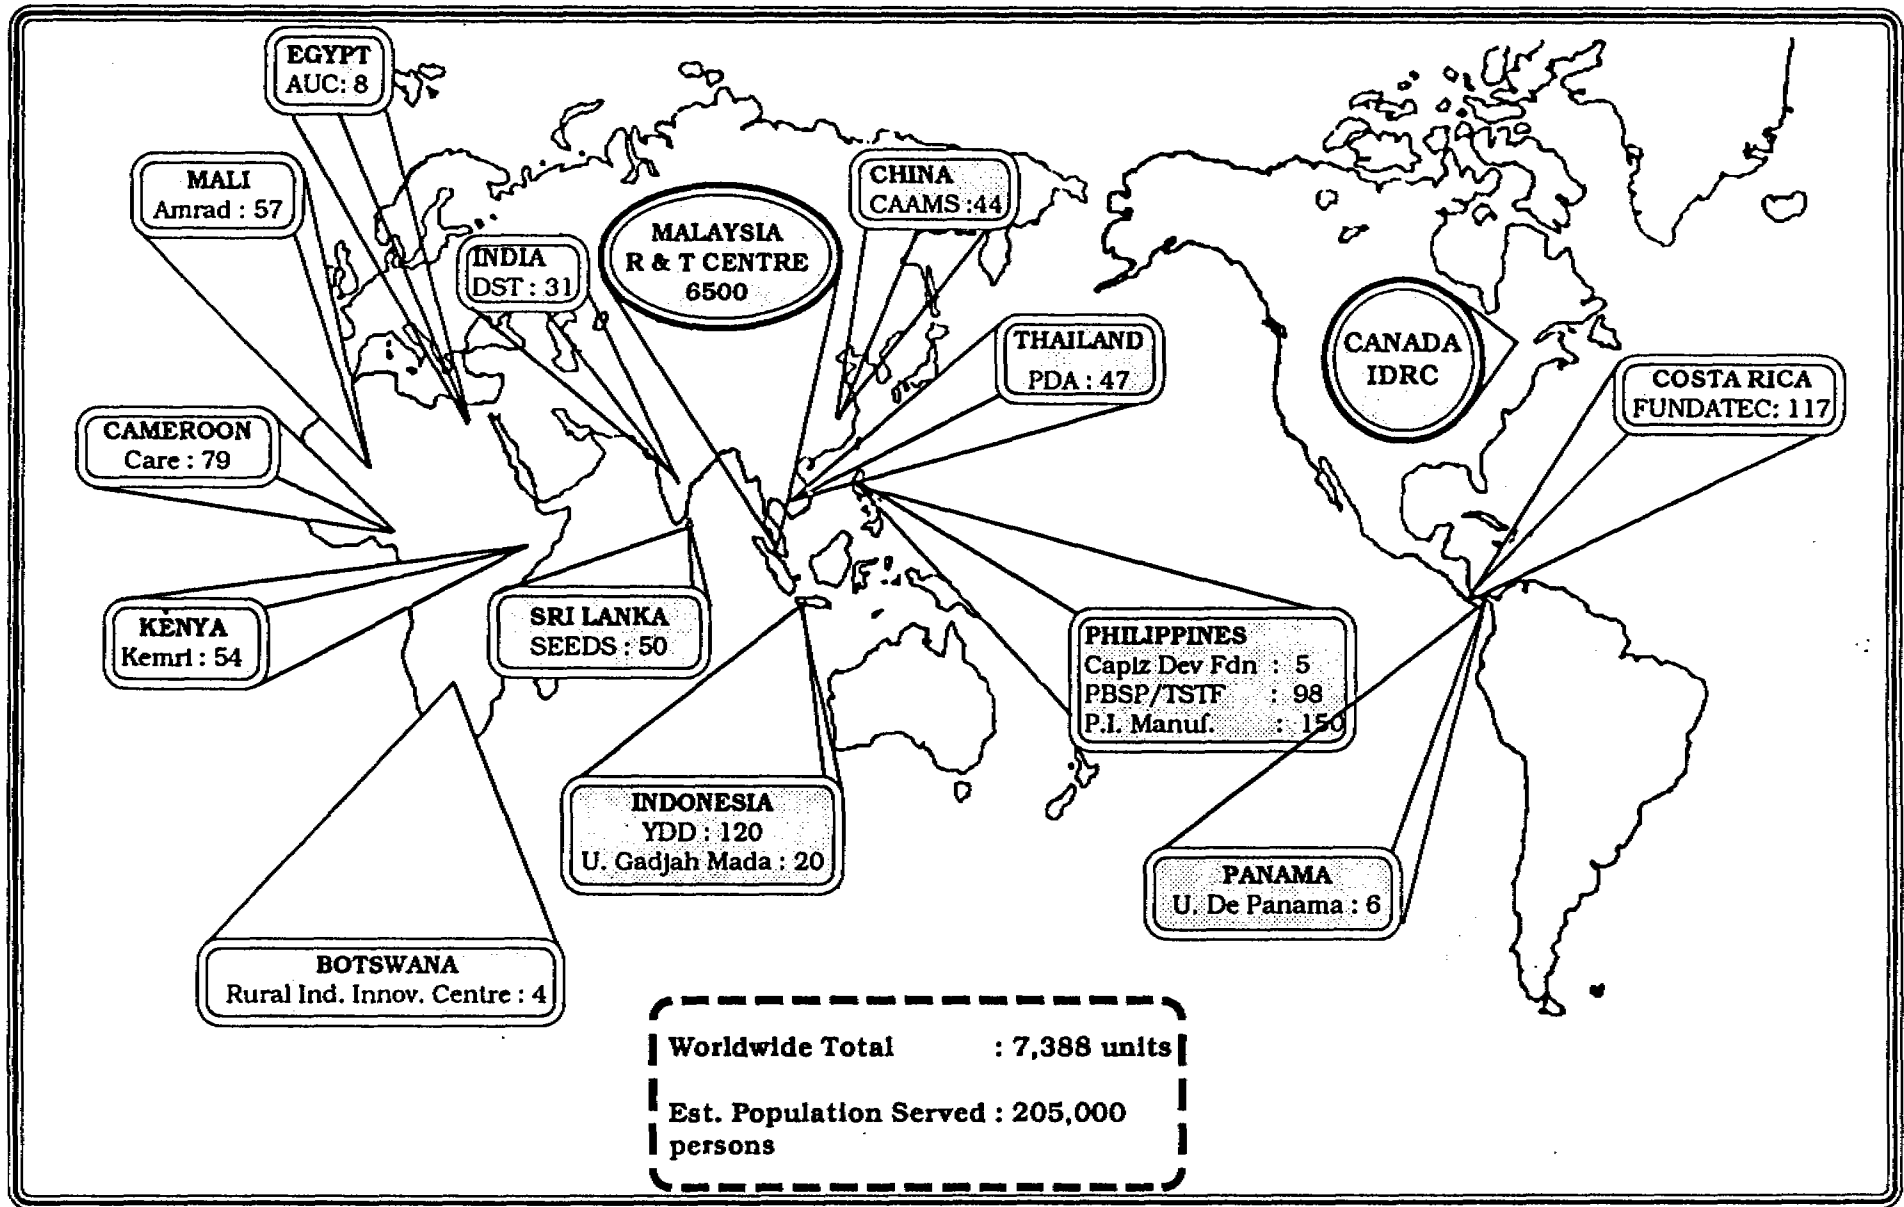 EGYPT
AUC: 8
MALI
Amrad : 57
CHINA
CAAMS :44
INDIA
DST : 31
MALAYSIA
R & T CENTRE
6500
THAILAND
PDA : 47
CANADA
IDRC
COSTA RICA
FUNDATEC: 117
CAMEROON
Care : 79
KENYA
Kemri : 54
SRI LANKA
SEEDS : 50
PHILIPPINES
Capiz Dev Fdn : 5
PBSP/TSTF : 98
P.I. Manuf. : 150
INDONESIA
YDD : 120
U. Gadjah Mada : 20
PANAMA
U. De Panama : 6
BOTSWANA
Rural Ind. Innov. Centre : 4
Worldwide Total : 7,388 units
Est. Population Served : 205,000
persons